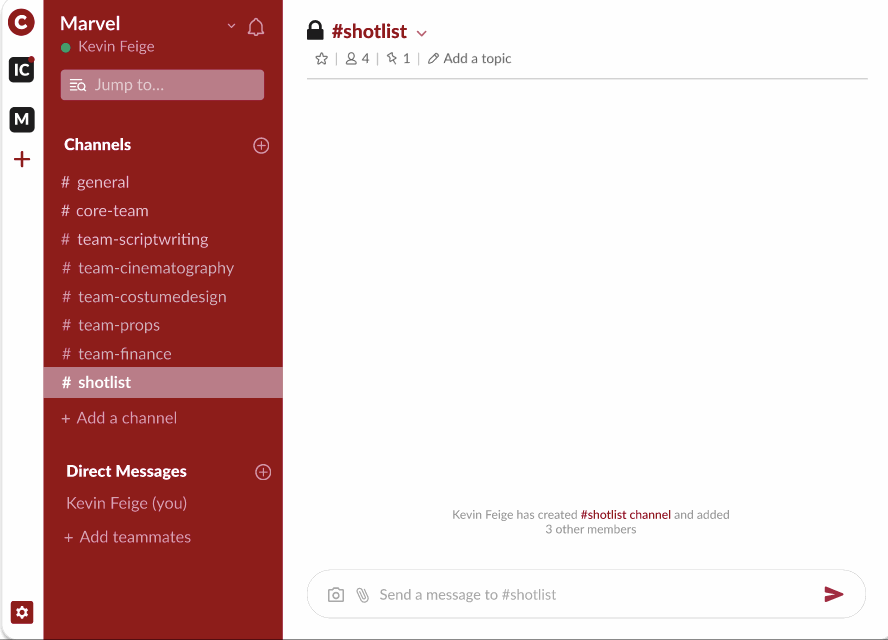 C
IC
M
Marvel
Kevin Feige
Jump to...
Channels
# general
# core-team
# team-scriptwriting
# team-cinematography
# team-costumedesign
# team-props
# team-finance
# shotlist
+ Add a channel
Direct Messages
Kevin Feige (you)
+ Add teammates
#shotlist
4 | 1 | Add a topic
Kevin Feige has created #shotlist channel and added
3 other members
Send a message to #shotlist